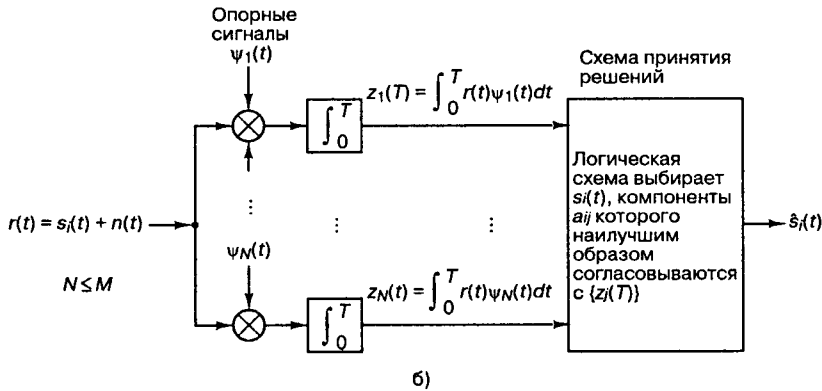 Опорные
сигналы
ψ₁(t)
Схема принятия
решений
z₁(T) = ∫₀ᵀ r(t)ψ₁(t)dt
∫₀ᵀ
Логическая
схема выбирает
sᵢ(t), компоненты
aᵢⱼ которого
наилучшим
образом
согласовываются
с {zⱼ(T)}
r(t) = sᵢ(t) + n(t)
ŝᵢ(t)
ψN(t)
N ≤ M
zN(t) = ∫₀ᵀ r(t)ψN(t)dt
∫₀ᵀ
б)